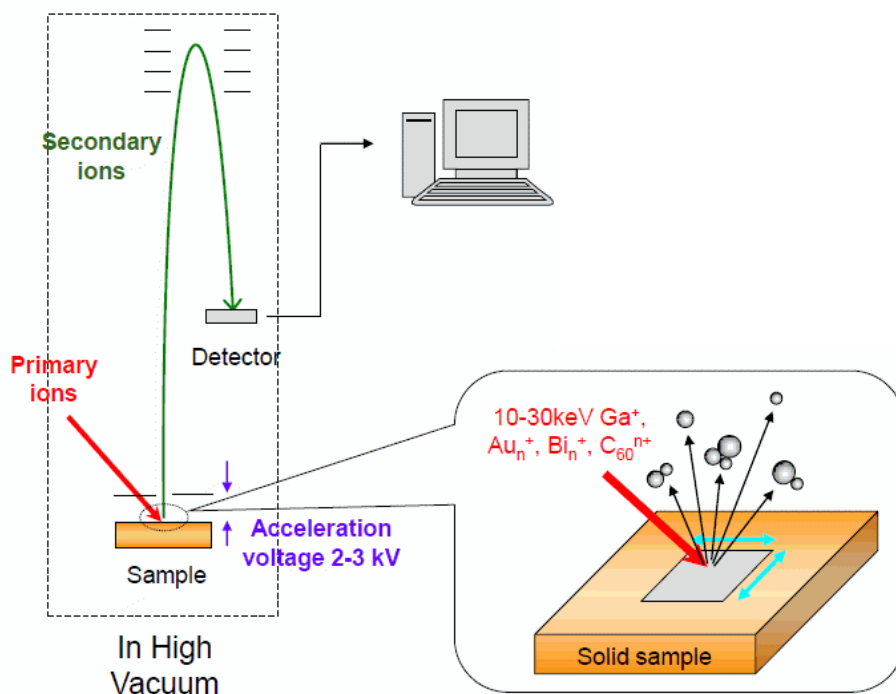 Secondary
ions
Detector
Primary
ions
Acceleration
voltage 2-3 kV
Sample
In High
Vacuum
10-30keV Ga⁺,
Auₙ⁺, Biₙ⁺, C₆₀ⁿ⁺
Solid sample